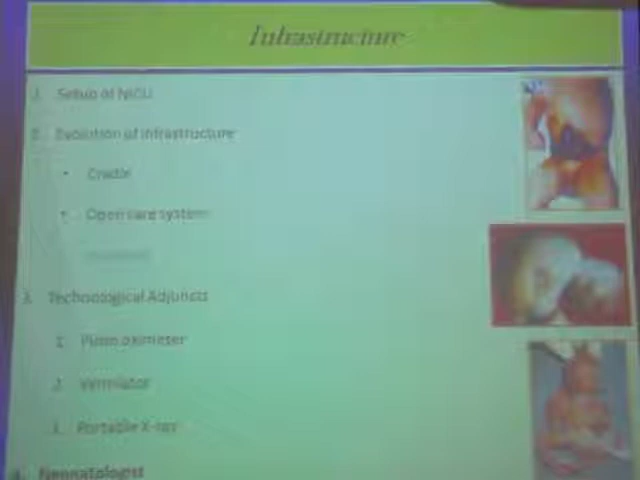 Infrastructure
1. Setup of NICU
2. Evolution of infrastructure
• Cradle
• Open care system
3. Technological Adjuncts
1. Pulse oximeter
2. Ventilator
3. Portable X-ray
4. Neonatologist